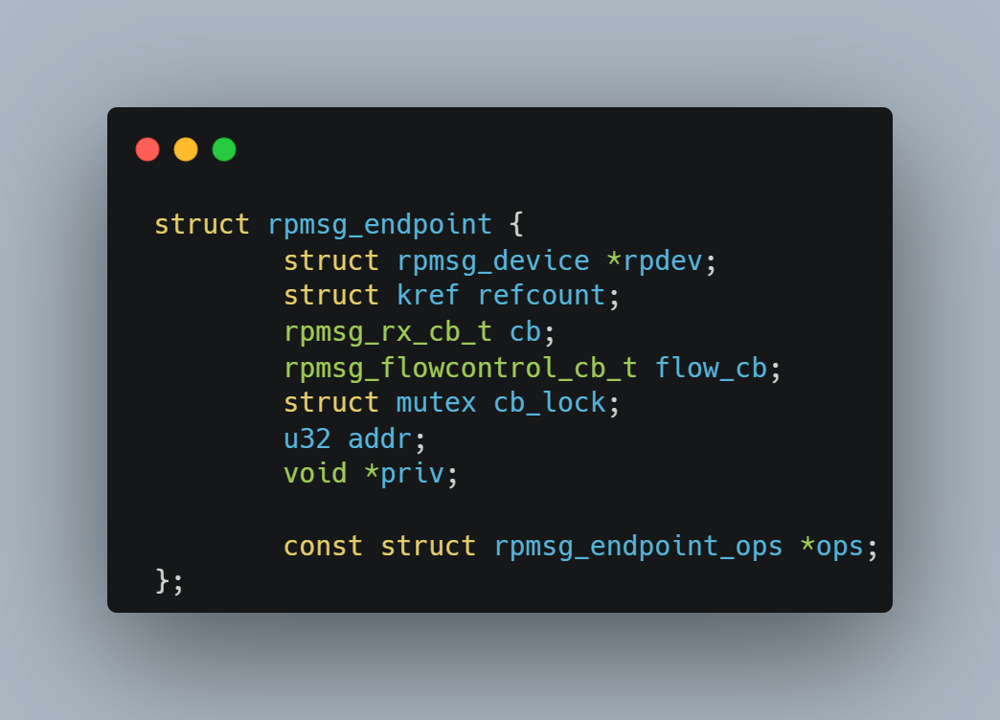 struct rpmsg_endpoint {
        struct rpmsg_device *rpdev;
        struct kref refcount;
        rpmsg_rx_cb_t cb;
        rpmsg_flowcontrol_cb_t flow_cb;
        struct mutex cb_lock;
        u32 addr;
        void *priv;

        const struct rpmsg_endpoint_ops *ops;
};